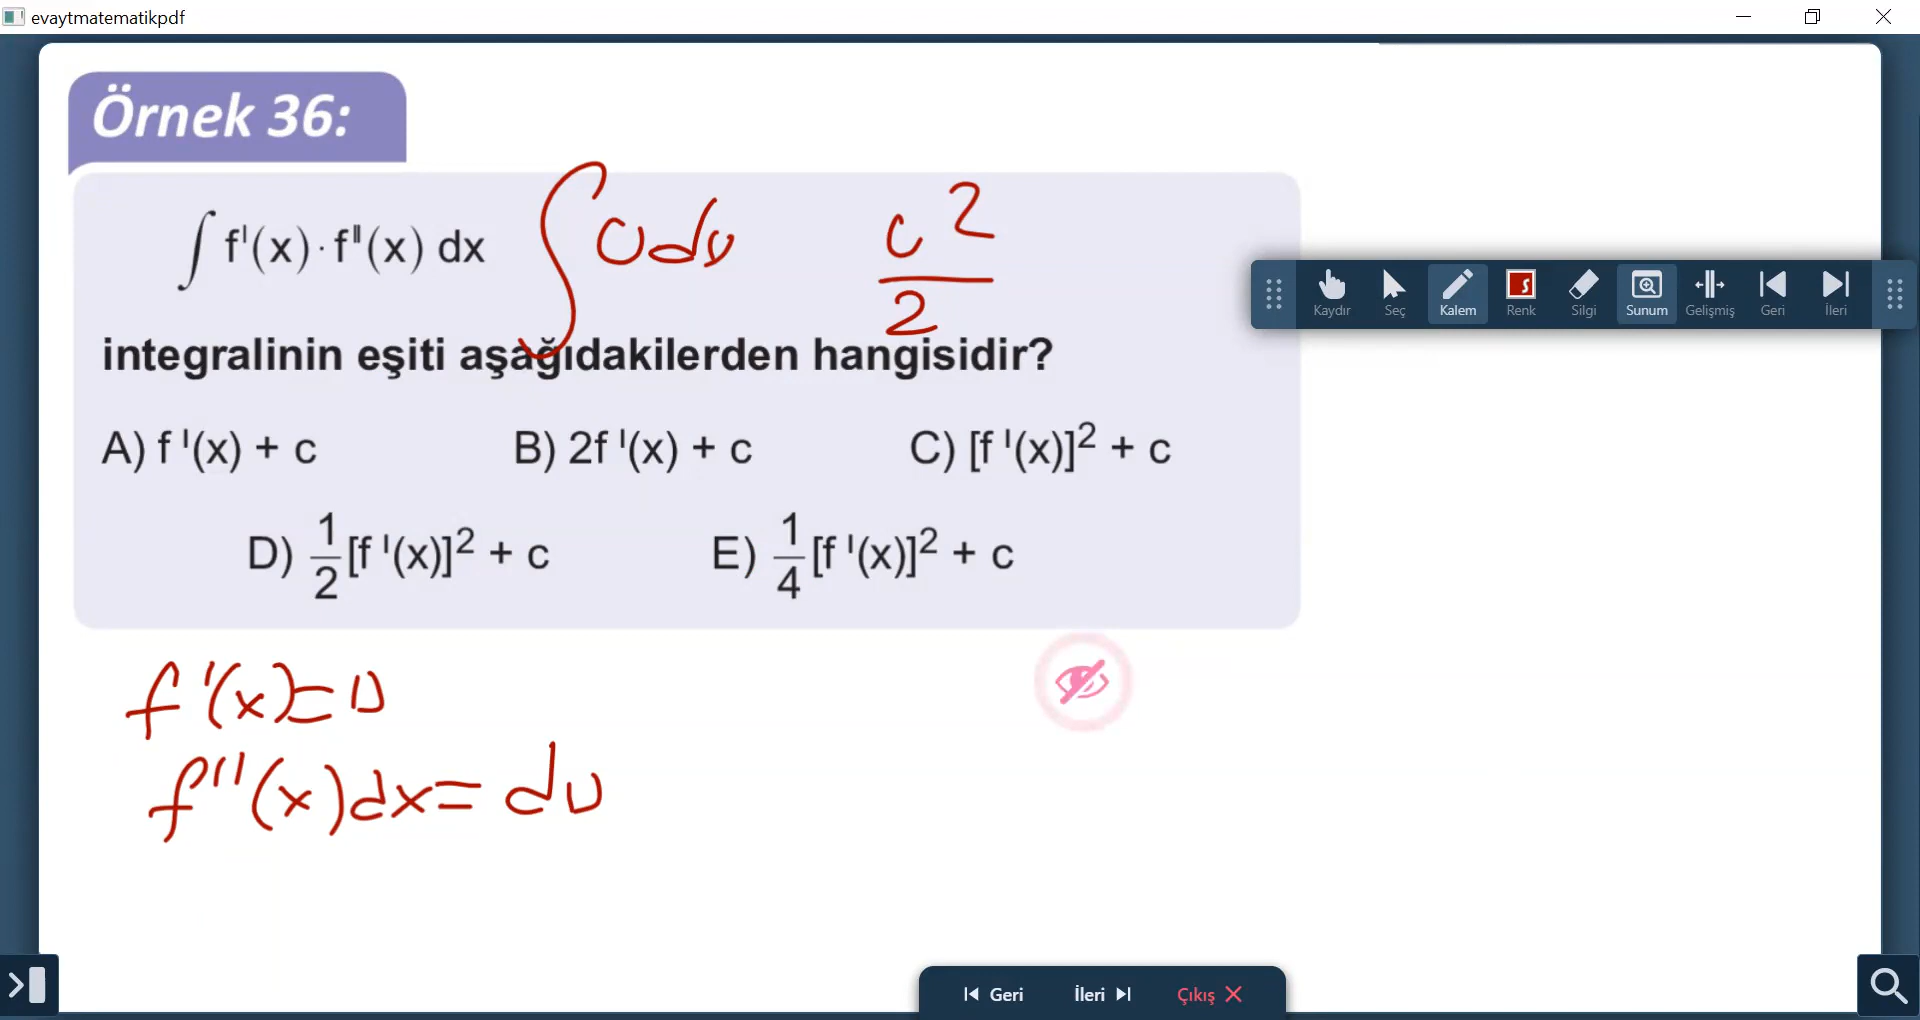 evaytmatematikpdf
Örnek 36:
∫ f'(x) · f''(x) dx ∫ u du u²/2
integralinin eşiti aşağıdakilerden hangisidir?
A) f '(x) + c B) 2f '(x) + c C) [f '(x)]² + c
D) 1/2 [f '(x)]² + c E) 1/4 [f '(x)]² + c
Kaydır Seç Kalem Renk Silgi Sunum Gelişmiş Geri İleri
f'(x) = u
f''(x) dx = du
Geri İleri Çıkış